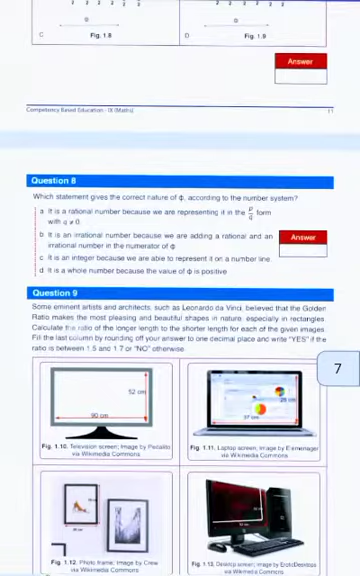 0
0
C
Fig. 1.8
D
Fig. 1.9
Answer
Competency Based Education - IX (Maths)
11
Question 8
Which statement gives the correct nature of ф, according to the number system?
a It is a rational number because we are representing it in the p/q form
with q ≠ 0.
b It is an irrational number because we are adding a rational and an
irrational number in the numerator of ф
Answer
c It is an integer because we are able to represent it on a number line.
d It is a whole number because the value of ф is positive
Question 9
Some eminent artists and architects, such as Leonardo da Vinci, believed that the Golden
Ratio makes the most pleasing and beautiful shapes in nature, especially in rectangles.
Calculate the ratio of the longer length to the shorter length for each of the given images.
Fill the last column by rounding off your answer to one decimal place and write "YES" if the
ratio is between 1.5 and 1.7 or "NO" otherwise.
7
52 cm
90 cm
37 cm
Fig. 1.10. Television screen; Image by
via Wikimedia Commons.
Fig. 1.11. Laptop screen; Image by
via Wikimedia Commons
Fig. 1.12. Photo frame; Image by Crew
via Wikimedia Commons
Fig. 1.13. Desktop screen; Image by
via Wikimedia Commons